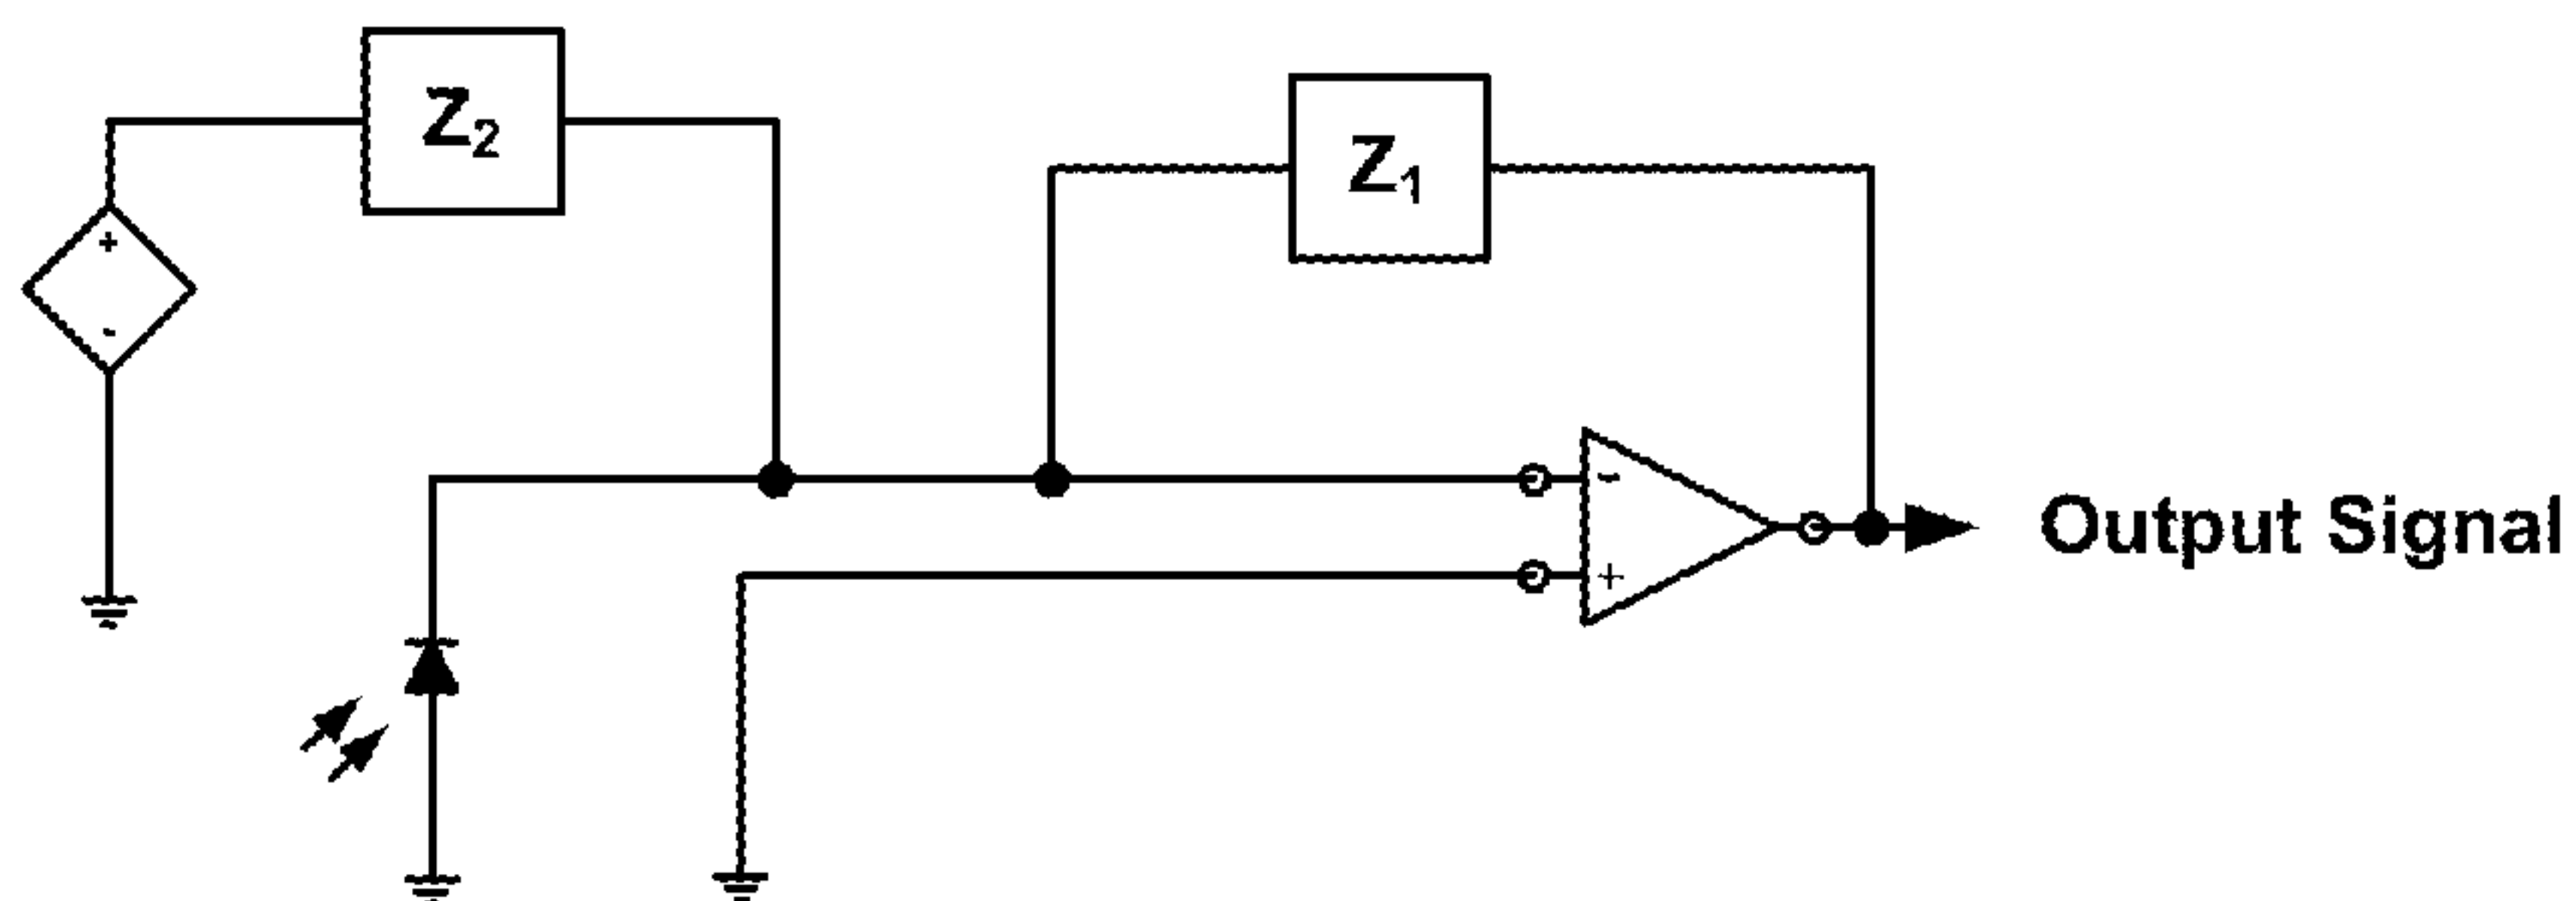 Z₂
Z₁
+
-
-
+
Output Signal